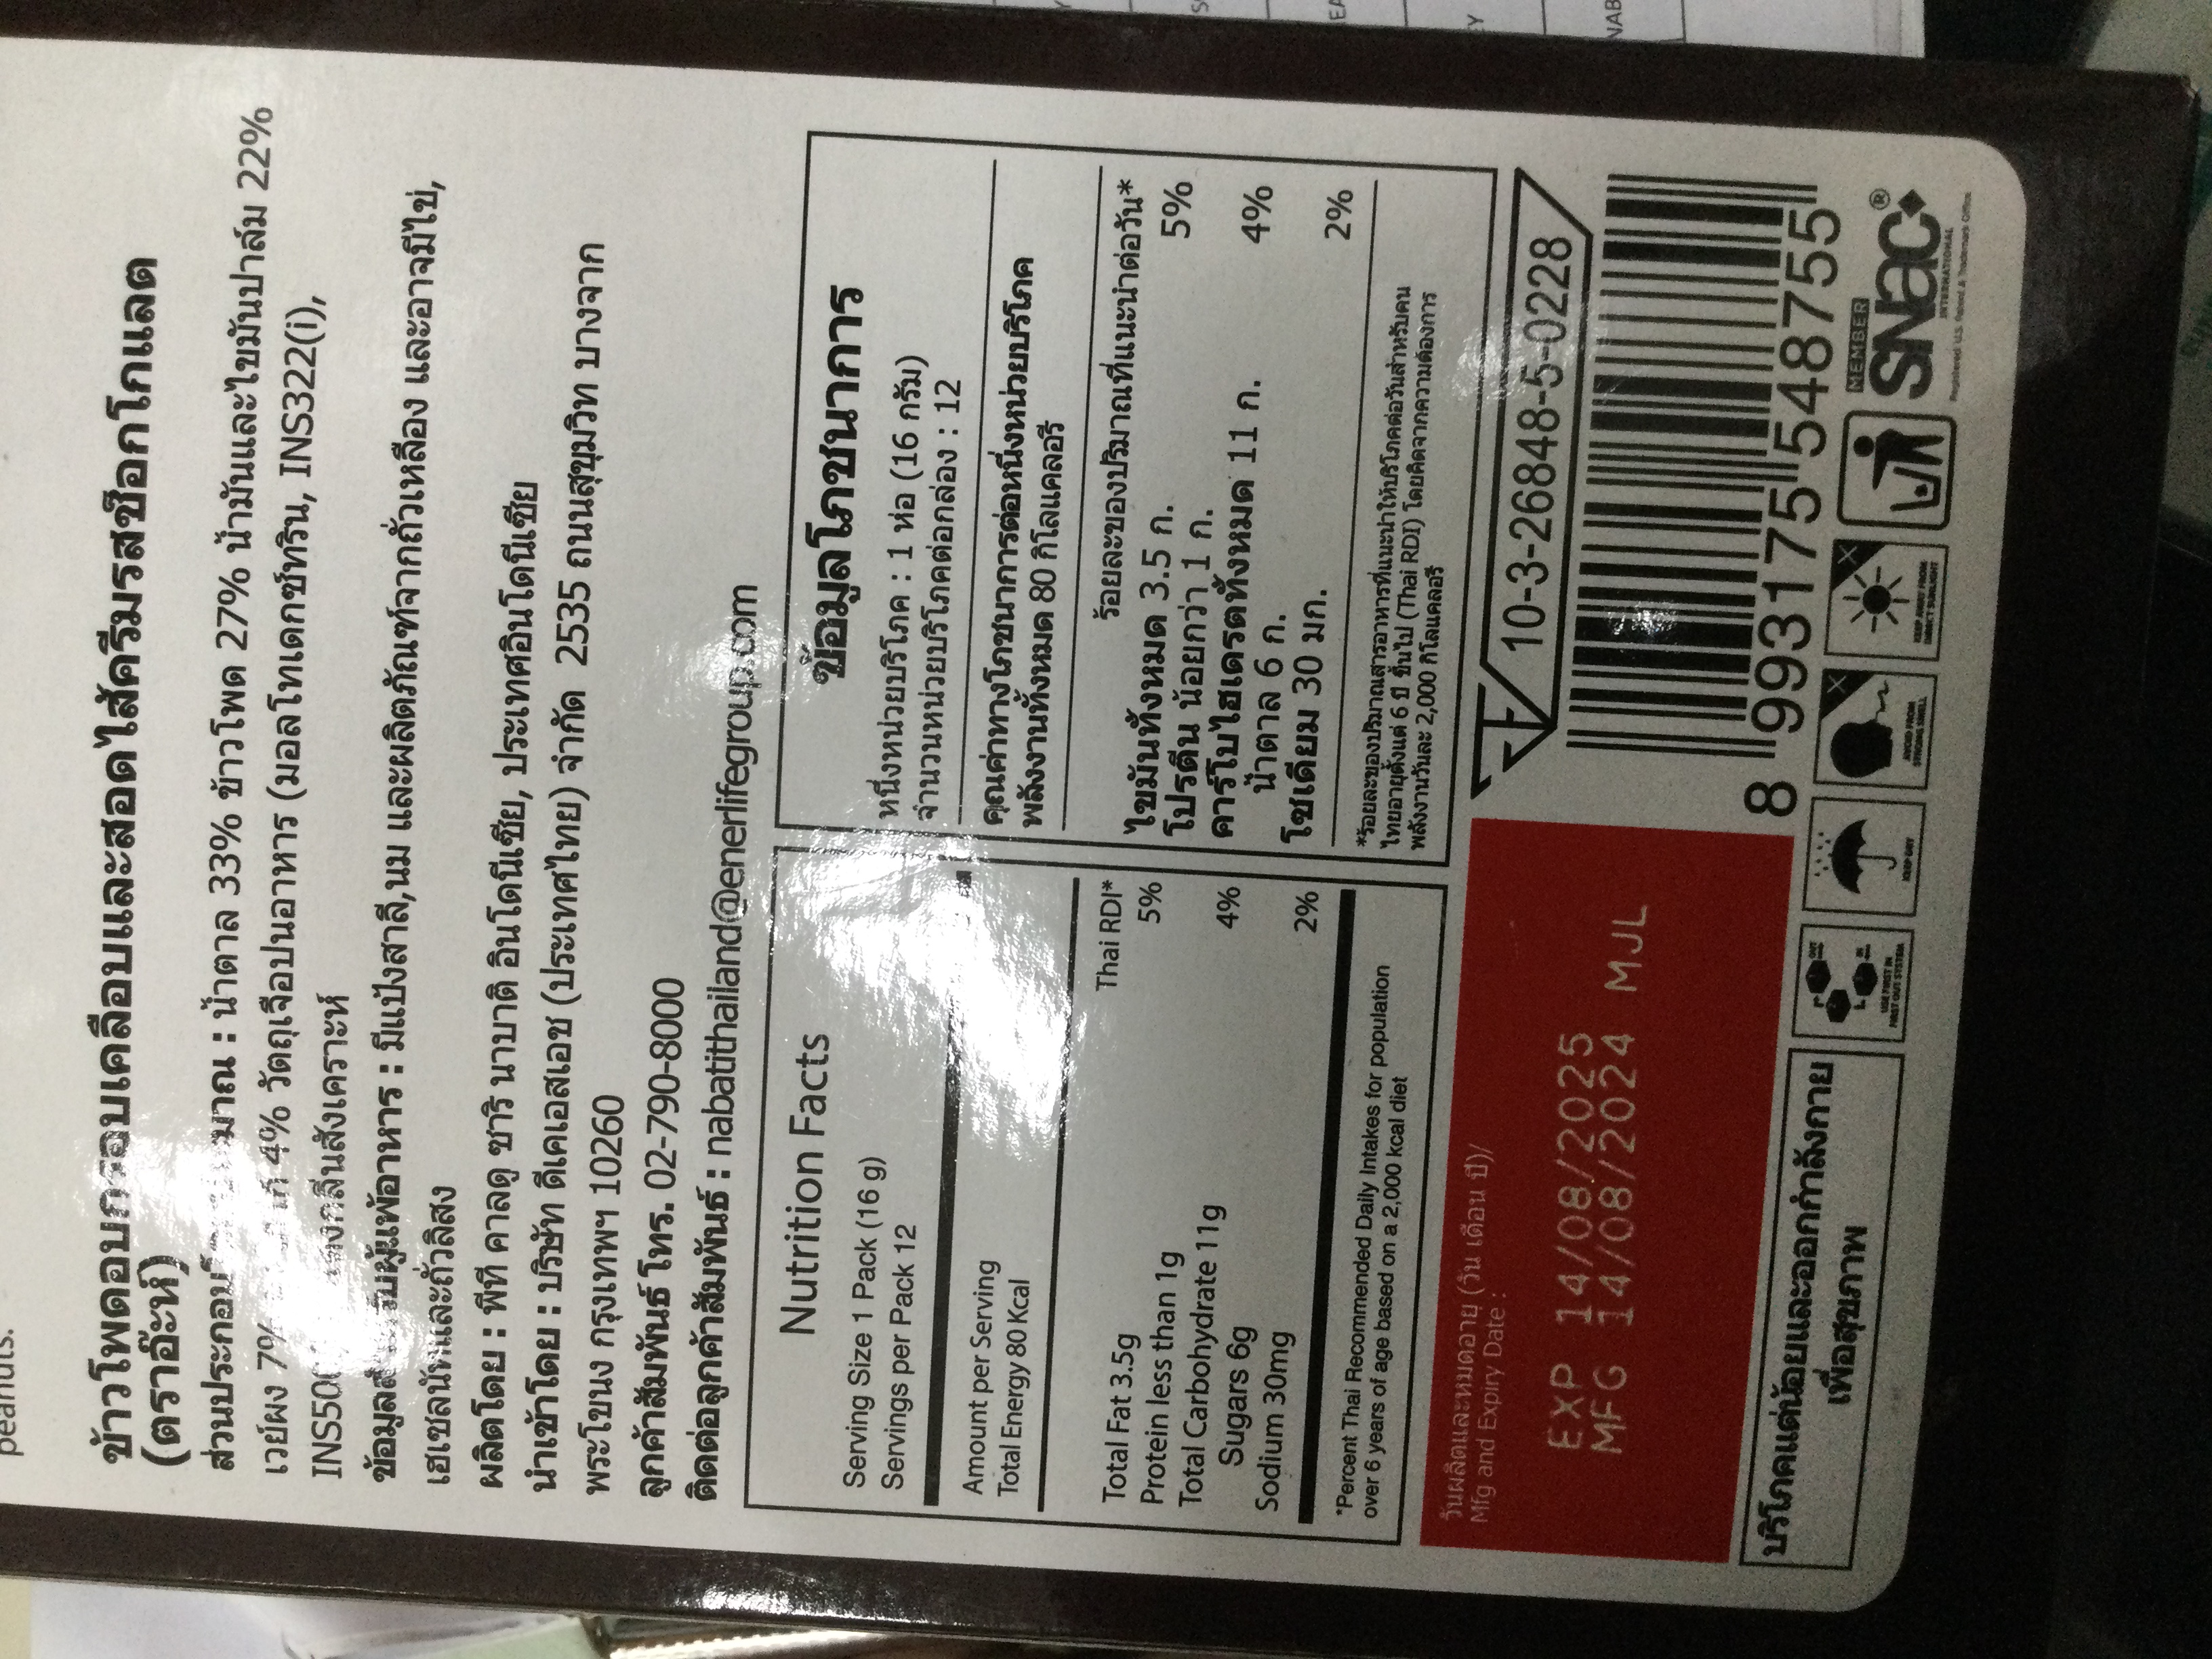 peanuts.
ข้าวโพดอบกรอบเคลือบและสอดไส้ครีมรสช็อกโกแลต
(ตราอ๊ะห์)
น้ำตาล 33% ข้าวโพด 27% น้ำมันและไขมันปาล์ม 22%
เวย์ผง 7% 4% วัตถุเจือปนอาหาร (มอลโทเดกซ์ทริน, INS322(i),
ข้อมูลสำหรับผู้แพ้อาหาร : มีแป้งสาลี,นม และผลิตภัณฑ์จากถั่วเหลือง และอาจมีไข่,
เฮเซลนัทและถั่วลิสง
ผลิตโดย : พีที คาลดู ซาริ นาบาติ อินโดนีเซีย, ประเทศอินโดนีเซีย
นำเข้าโดย : บริษัท ดีเคเอสเอช (ประเทศไทย) จำกัด 2535 ถนนสุขุมวิท บางจาก
พระโขนง กรุงเทพฯ 10260
ลูกค้าสัมพันธ์ โทร. 02-790-8000
ติดต่อลูกค้าสัมพันธ์ : nabatithailand@enerlifegroup.com
Nutrition Facts
Serving Size 1 Pack (16 g)
Servings per Pack 12
Amount per Serving
Total Energy 80 Kcal
Thai RDI*
Total Fat 3.5g 5%
Protein less than 1g
Total Carbohydrate 11g 4%
Sugars 6g
Sodium 30mg 2%
*Percent Thai Recommended Daily Intakes for population
over 6 years of age based on a 2,000 kcal diet
ข้อมูลโภชนาการ
หนึ่งหน่วยบริโภค : 1 ห่อ (16 กรัม)
จำนวนหน่วยบริโภคต่อกล่อง : 12
คุณค่าทางโภชนาการต่อหนึ่งหน่วยบริโภค
พลังงานทั้งหมด 80 กิโลแคลอรี
ร้อยละของปริมาณที่แนะนำต่อวัน*
ไขมันทั้งหมด 3.5 ก. 5%
โปรตีน น้อยกว่า 1 ก.
คาร์โบไฮเดรตทั้งหมด 11 ก. 4%
น้ำตาล 6 ก.
โซเดียม 30 มก. 2%
*ร้อยละของปริมาณสารอาหารที่แนะนำให้บริโภคต่อวันสำหรับคน
ไทยอายุตั้งแต่ 6 ปี ขึ้นไป (Thai RDI) โดยคิดจากความต้องการ
พลังงานวันละ 2,000 กิโลแคลอรี
วันผลิตและหมดอายุ (วัน เดือน ปี)/
Mfg and Expiry Date :
EXP 14/08/2025
MFG 14/08/2024 MJL
10-3-26848-5-0228
8 993175 548755
บริโภคแต่น้อยและออกกำลังกาย
เพื่อสุขภาพ
USE FIRST IN
FIRST OUT SYSTEM
KEEP DRY
AVOID FROM
STRONG SMELL
KEEP AWAY FROM
DIRECT SUNLIGHT
MEMBER
SNAC®
INTERNATIONAL
Registered U.S. Patent & Trademark Office